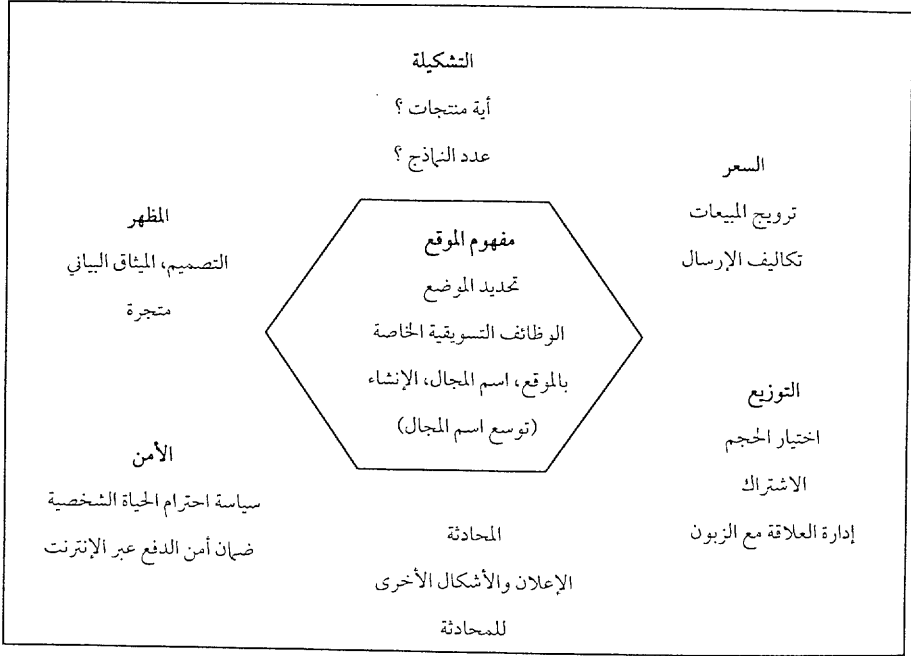 التشكيلة
أية منتجات ؟
عدد النماذج ؟
السعر
ترويج المبيعات
تكاليف الإرسال
المظهر
التصميم، الميثاق البياني
متجرة
مفهوم الموقع
تحديد الموضع
الوظائف التسويقية الخاصة
بالموقع، اسم المجال، الإنشاء
(توسع اسم المجال)
التوزيع
اختيار الحجم
الاشتراك
إدارة العلاقة مع الزبون
الأمن
سياسة احترام الحياة الشخصية
ضمان أمن الدفع عبر الإنترنت
المحادثة
الإعلان والأشكال الأخرى
للمحادثة